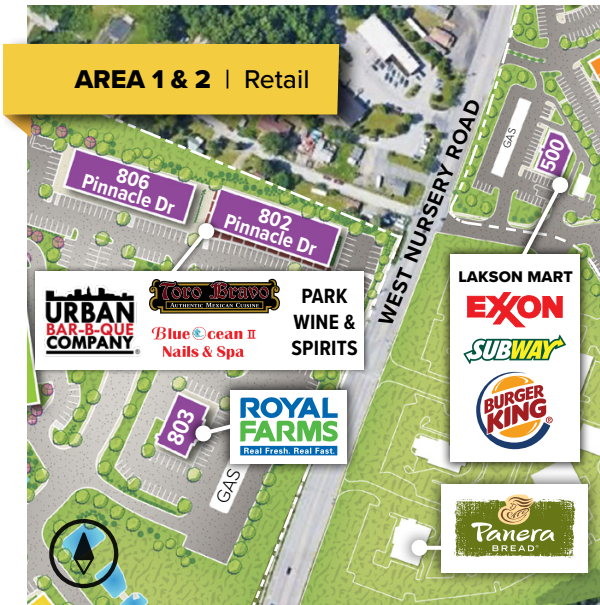 AREA 1 & 2 | Retail
GAS
500
WEST NURSERY ROAD
806
Pinnacle Dr
802
Pinnacle Dr
URBAN
BAR-B-QUE
COMPANY
Toro Bravo
AUTHENTIC MEXICAN CUISINE
Blue Ocean II
Nails & Spa
PARK
WINE &
SPIRITS
LAKSON MART
EXXON
SUBWAY
BURGER
KING
803
ROYAL
FARMS
Real Fresh. Real Fast.
GAS
Panera
BREAD